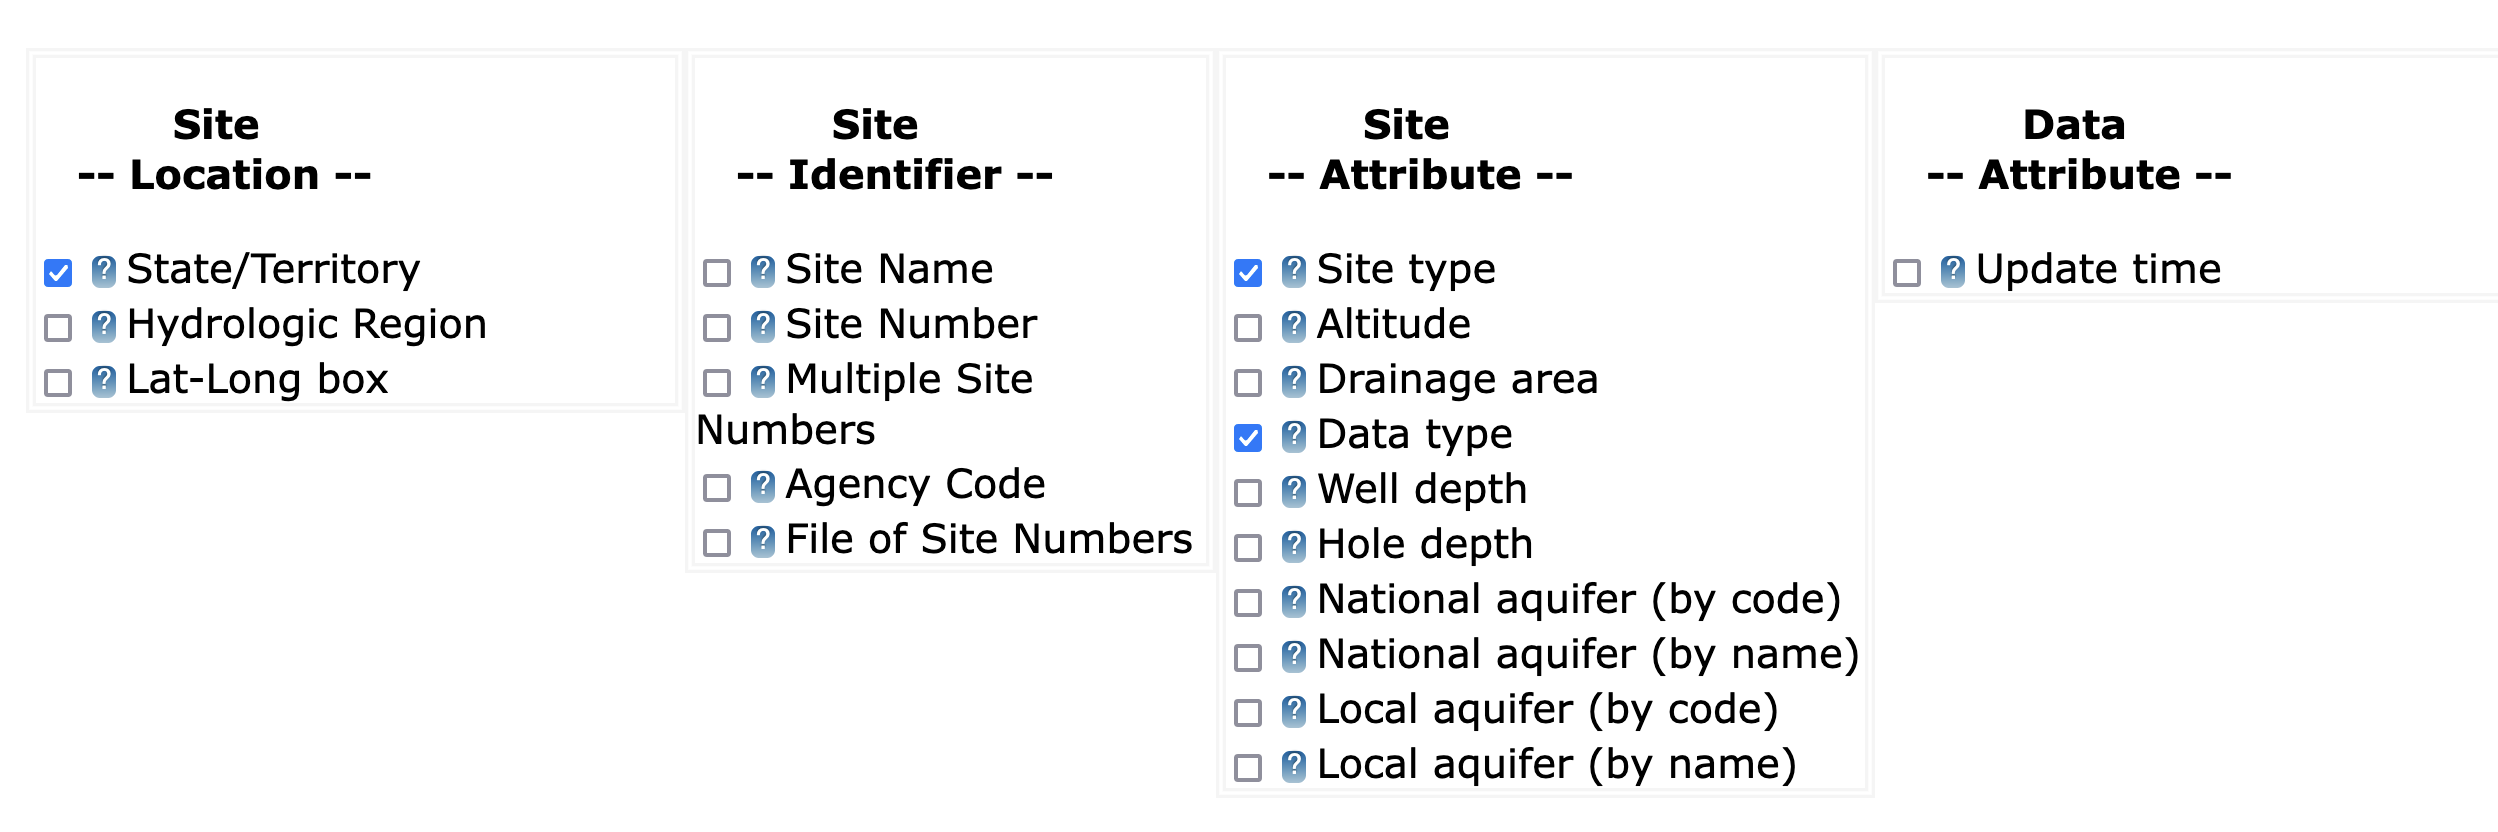 Site
-- Location --
? State/Territory
? Hydrologic Region
? Lat-Long box
Site
-- Identifier --
? Site Name
? Site Number
? Multiple Site
Numbers
? Agency Code
? File of Site Numbers
Site
-- Attribute --
? Site type
? Altitude
? Drainage area
? Data type
? Well depth
? Hole depth
? National aquifer (by code)
? National aquifer (by name)
? Local aquifer (by code)
? Local aquifer (by name)
Data
-- Attribute --
? Update time